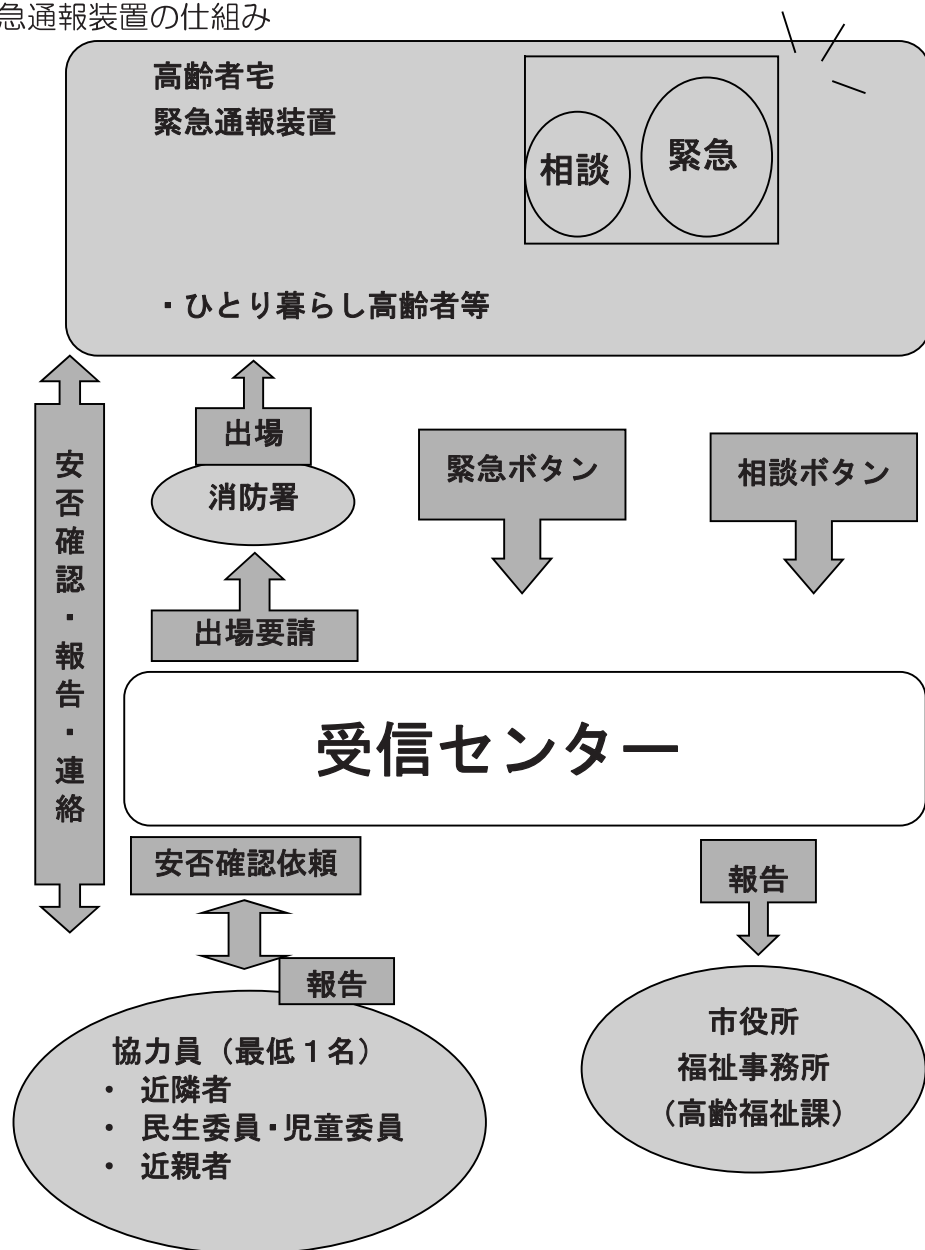 急通報装置の仕組み
高齢者宅
緊急通報装置
相談
緊急
・ひとり暮らし高齢者等
安否確認・報告・連絡
出場
消防署
出場要請
緊急ボタン
相談ボタン
受信センター
安否確認依頼
報告
協力員（最低１名）
・ 近隣者
・ 民生委員・児童委員
・ 近親者
報告
市役所
福祉事務所
（高齢福祉課）